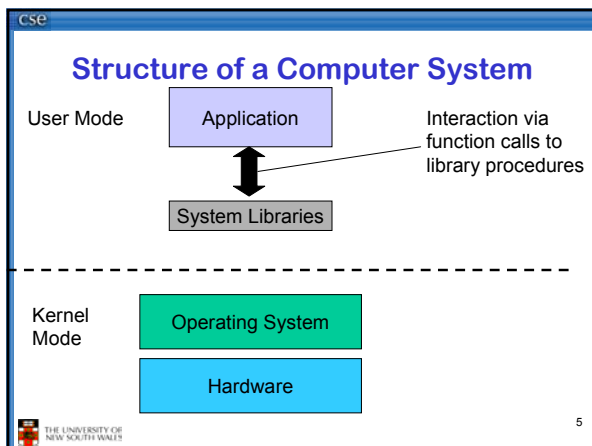 cse
Structure of a Computer System
User Mode
Application
Interaction via
function calls to
library procedures
System Libraries
Kernel
Mode
Operating System
Hardware
THE UNIVERSITY OF
NEW SOUTH WALES
5